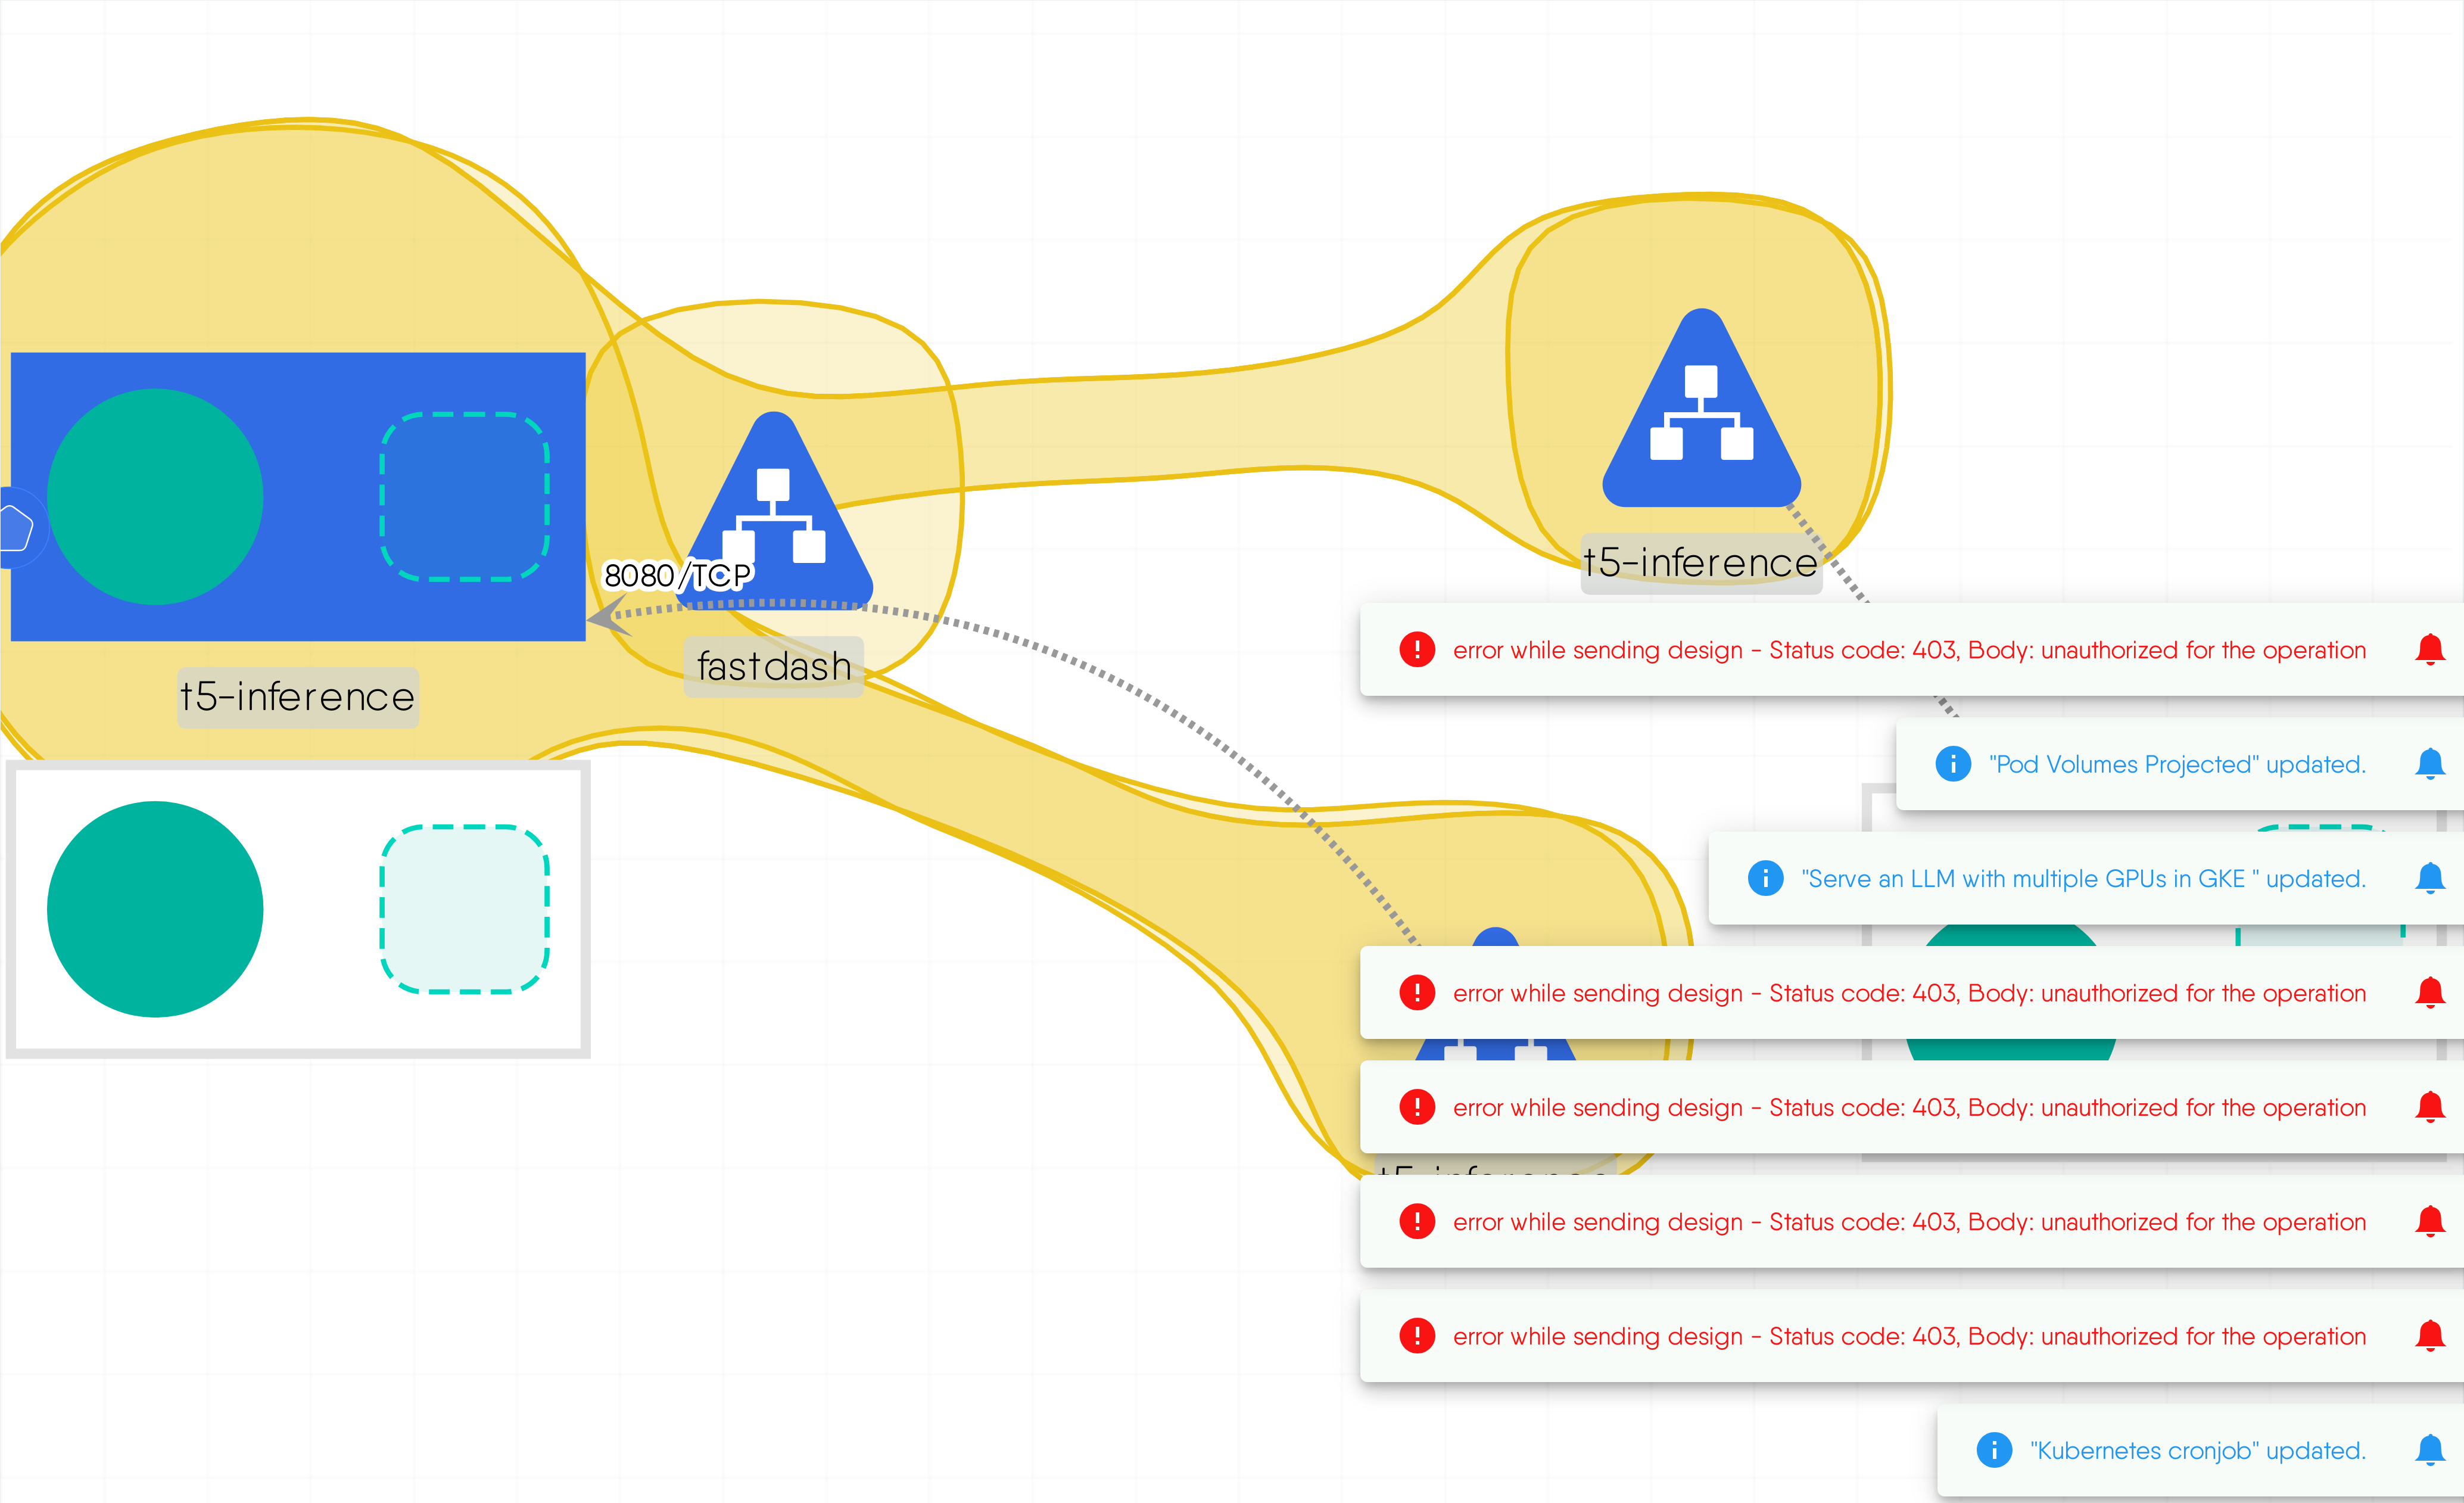 t5-inference
8080/TCP
fastdash
t5-inference
error while sending design - Status code: 403, Body: unauthorized for the operation
"Pod Volumes Projected" updated.
"Serve an LLM with multiple GPUs in GKE " updated.
error while sending design - Status code: 403, Body: unauthorized for the operation
error while sending design - Status code: 403, Body: unauthorized for the operation
t5-inference
error while sending design - Status code: 403, Body: unauthorized for the operation
error while sending design - Status code: 403, Body: unauthorized for the operation
"Kubernetes cronjob" updated.